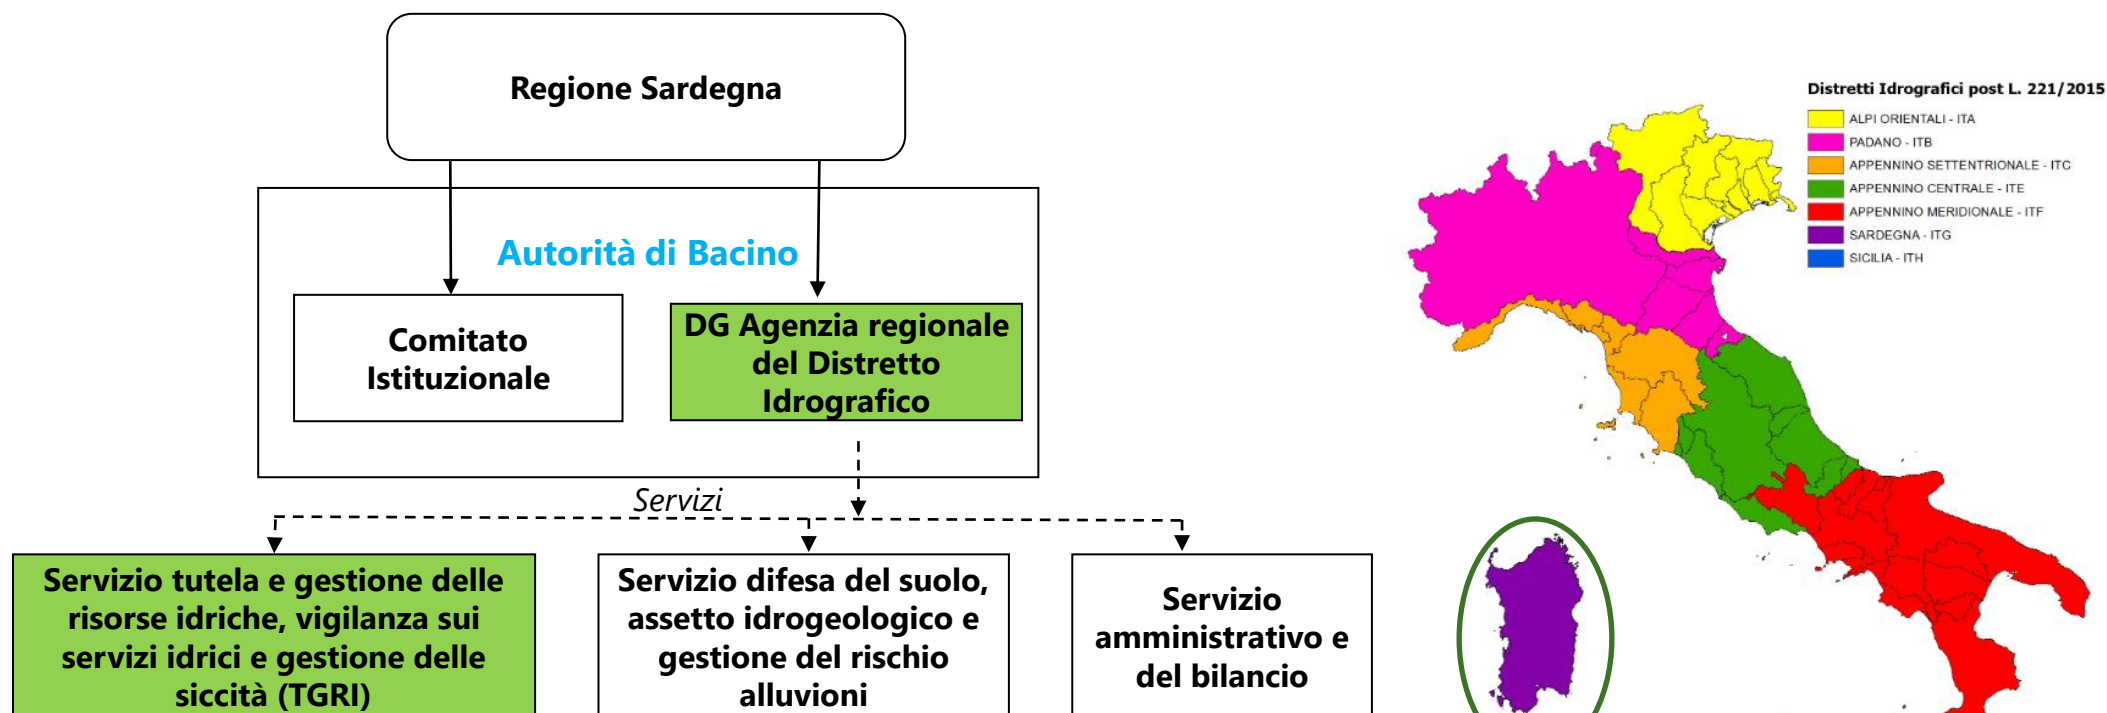 Regione Sardegna
Autorità di Bacino
Comitato
Istituzionale
DG Agenzia regionale
del Distretto
Idrografico
Servizi
Servizio tutela e gestione delle
risorse idriche, vigilanza sui
servizi idrici e gestione delle
siccità (TGRI)
Servizio difesa del suolo,
assetto idrogeologico e
gestione del rischio
alluvioni
Servizio
amministrativo e
del bilancio
Distretti Idrografici post L. 221/2015
ALPI ORIENTALI - ITA
PADANO - ITB
APPENNINO SETTENTRIONALE - ITC
APPENNINO CENTRALE - ITE
APPENNINO MERIDIONALE - ITF
SARDEGNA - ITG
SICILIA - ITH